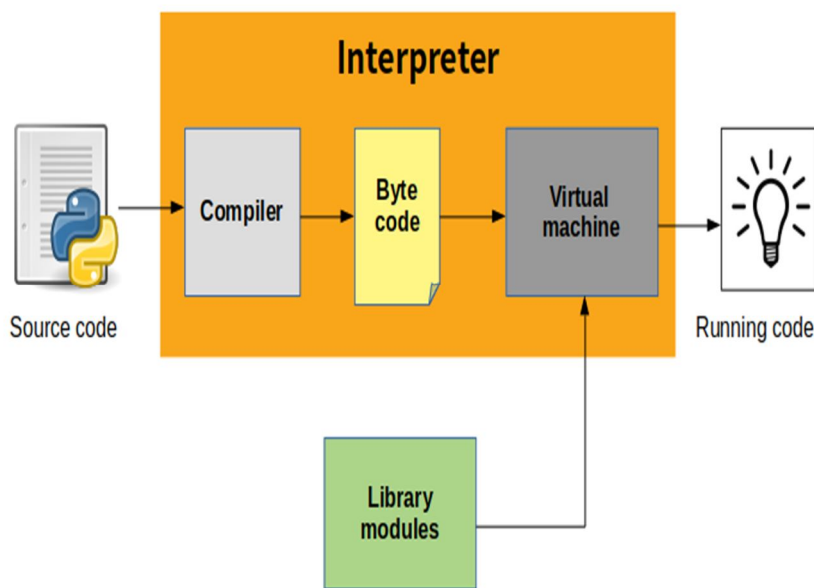 Interpreter
Compiler
Byte
code
Virtual
machine
Source code
Running code
Library
modules